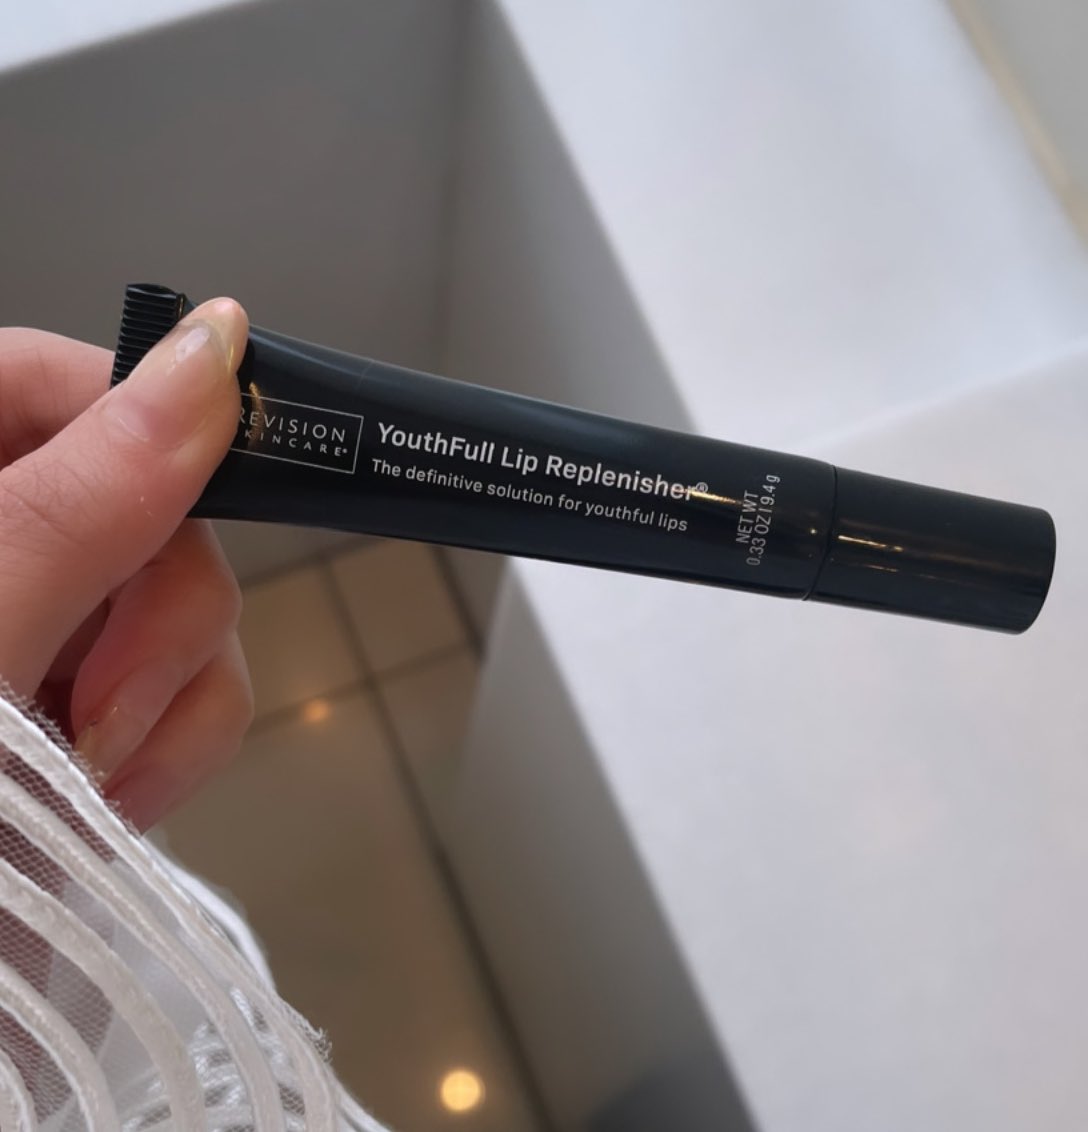 REVISION
SKINCARE®
YouthFull Lip Replenisher®
The definitive solution for youthful lips
NET WT
0.33 OZ | 9.4 g